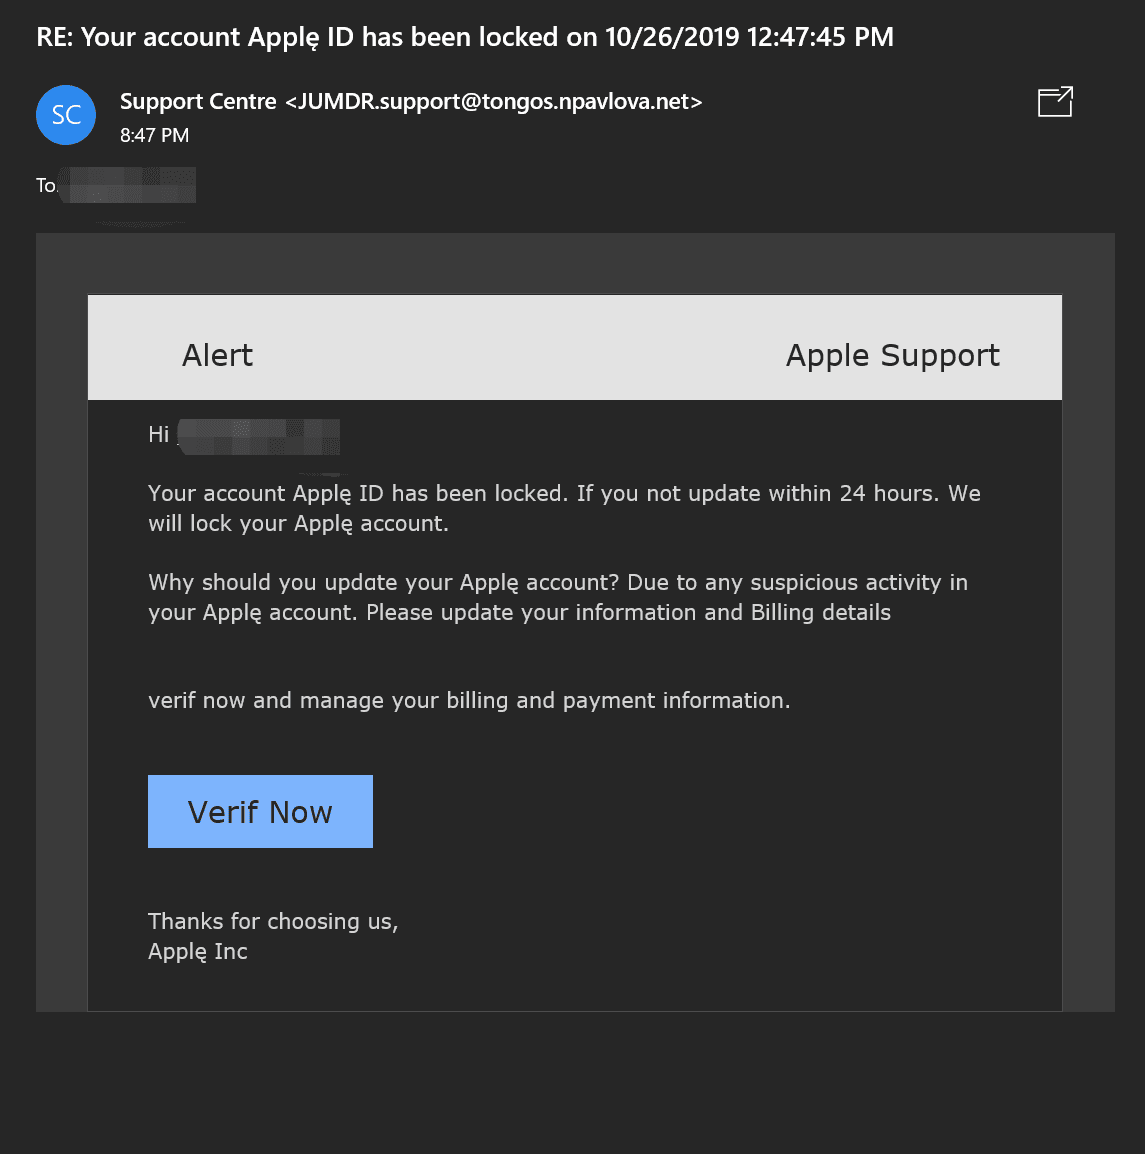 RE: Your account Applę ID has been locked on 10/26/2019 12:47:45 PM
SC
Support Centre <JUMDR.support@tongos.npavlova.net>
8:47 PM
To:
Alert
Apple Support
Hi
Your account Applę ID has been locked. If you not update within 24 hours. We
will lock your Applę account.
Why should you updɑte your Applę account? Due to any suspicious activity in
your Applę account. Please update your information and Billing details
verif now and manage your billing and payment information.
Verif Now
Thanks for choosing us,
Applę Inc